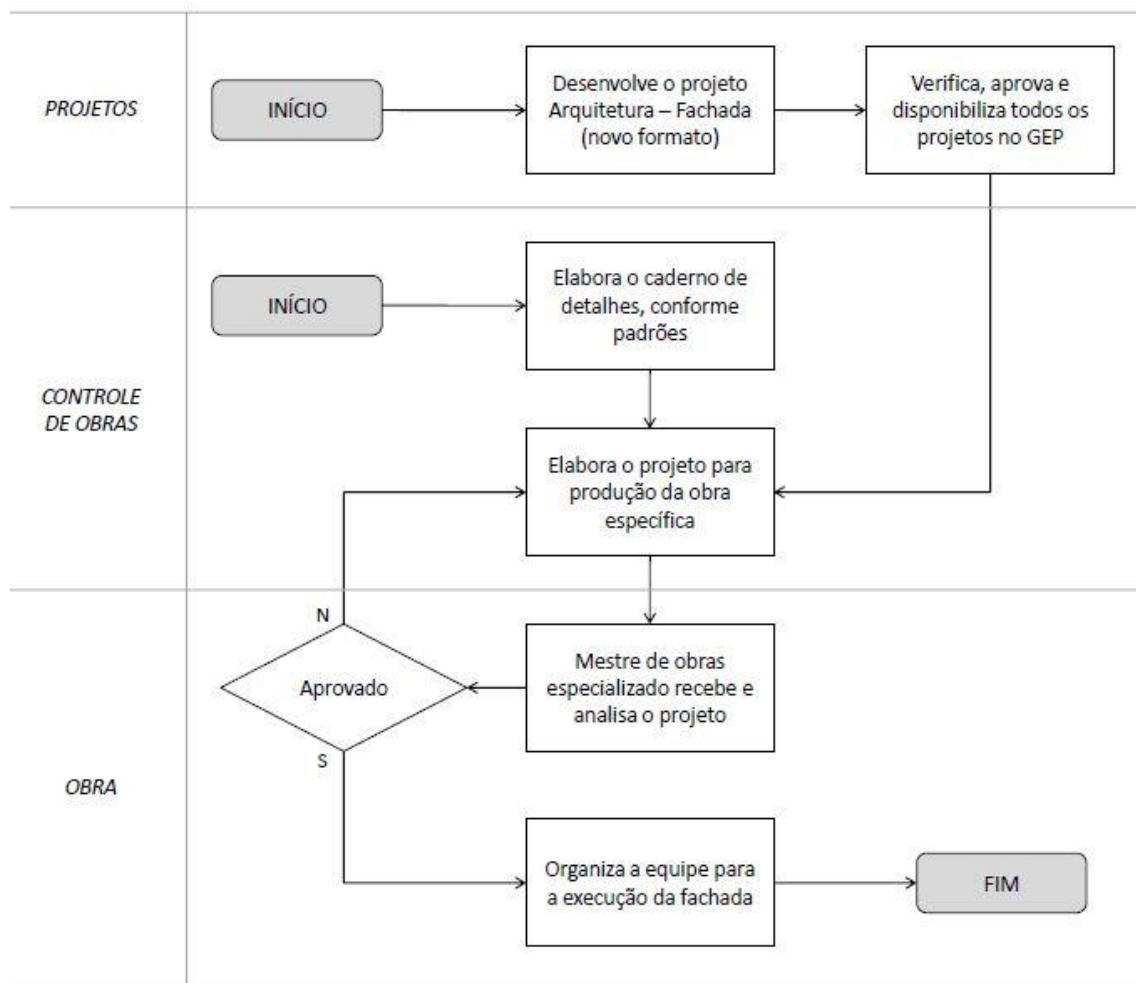 PROJETOS
INÍCIO
Desenvolve o projeto
Arquitetura – Fachada
(novo formato)
Verifica, aprova e
disponibiliza todos os
projetos no GEP
CONTROLE
DE OBRAS
INÍCIO
Elabora o caderno de
detalhes, conforme
padrões
Elabora o projeto para
produção da obra
específica
OBRA
N
Aprovado
S
Mestre de obras
especializado recebe e
analisa o projeto
Organiza a equipe para
a execução da fachada
FIM